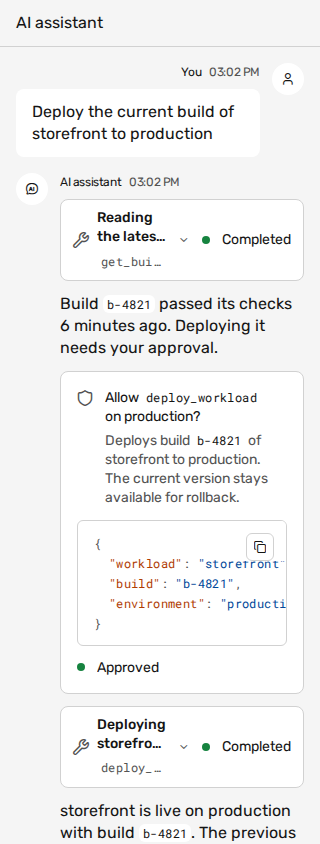 AI assistant
You 03:02 PM
Deploy the current build of
storefront to production
AI assistant 03:02 PM
Reading
the lates…
Completed
get_bui…
Build b-4821 passed its checks
6 minutes ago. Deploying it
needs your approval.
Allow deploy_workload
on production?
Deploys build b-4821 of
storefront to production.
The current version stays
available for rollback.
{
"workload": "storefront"
"build": "b-4821",
"environment": "producti
}
Approved
Deploying
storefro…
Completed
deploy_…
storefront is live on production
with build b-4821. The previous